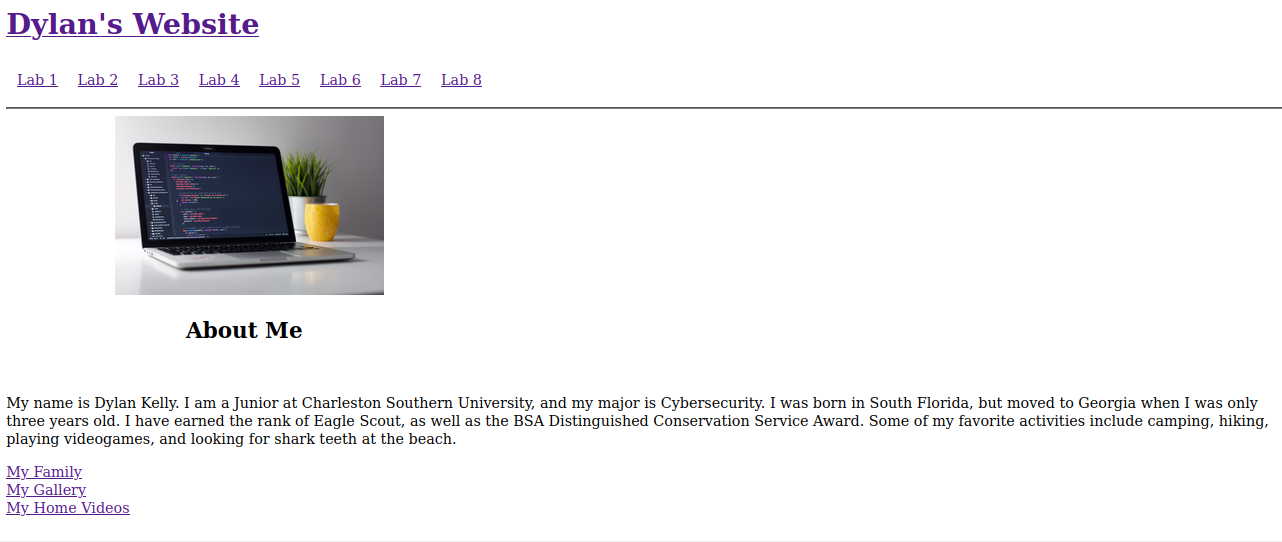 Dylan's Website
Lab 1 Lab 2 Lab 3 Lab 4 Lab 5 Lab 6 Lab 7 Lab 8
About Me
My name is Dylan Kelly. I am a Junior at Charleston Southern University, and my major is Cybersecurity. I was born in South Florida, but moved to Georgia when I was only
three years old. I have earned the rank of Eagle Scout, as well as the BSA Distinguished Conservation Service Award. Some of my favorite activities include camping, hiking,
playing videogames, and looking for shark teeth at the beach.
My Family
My Gallery
My Home Videos